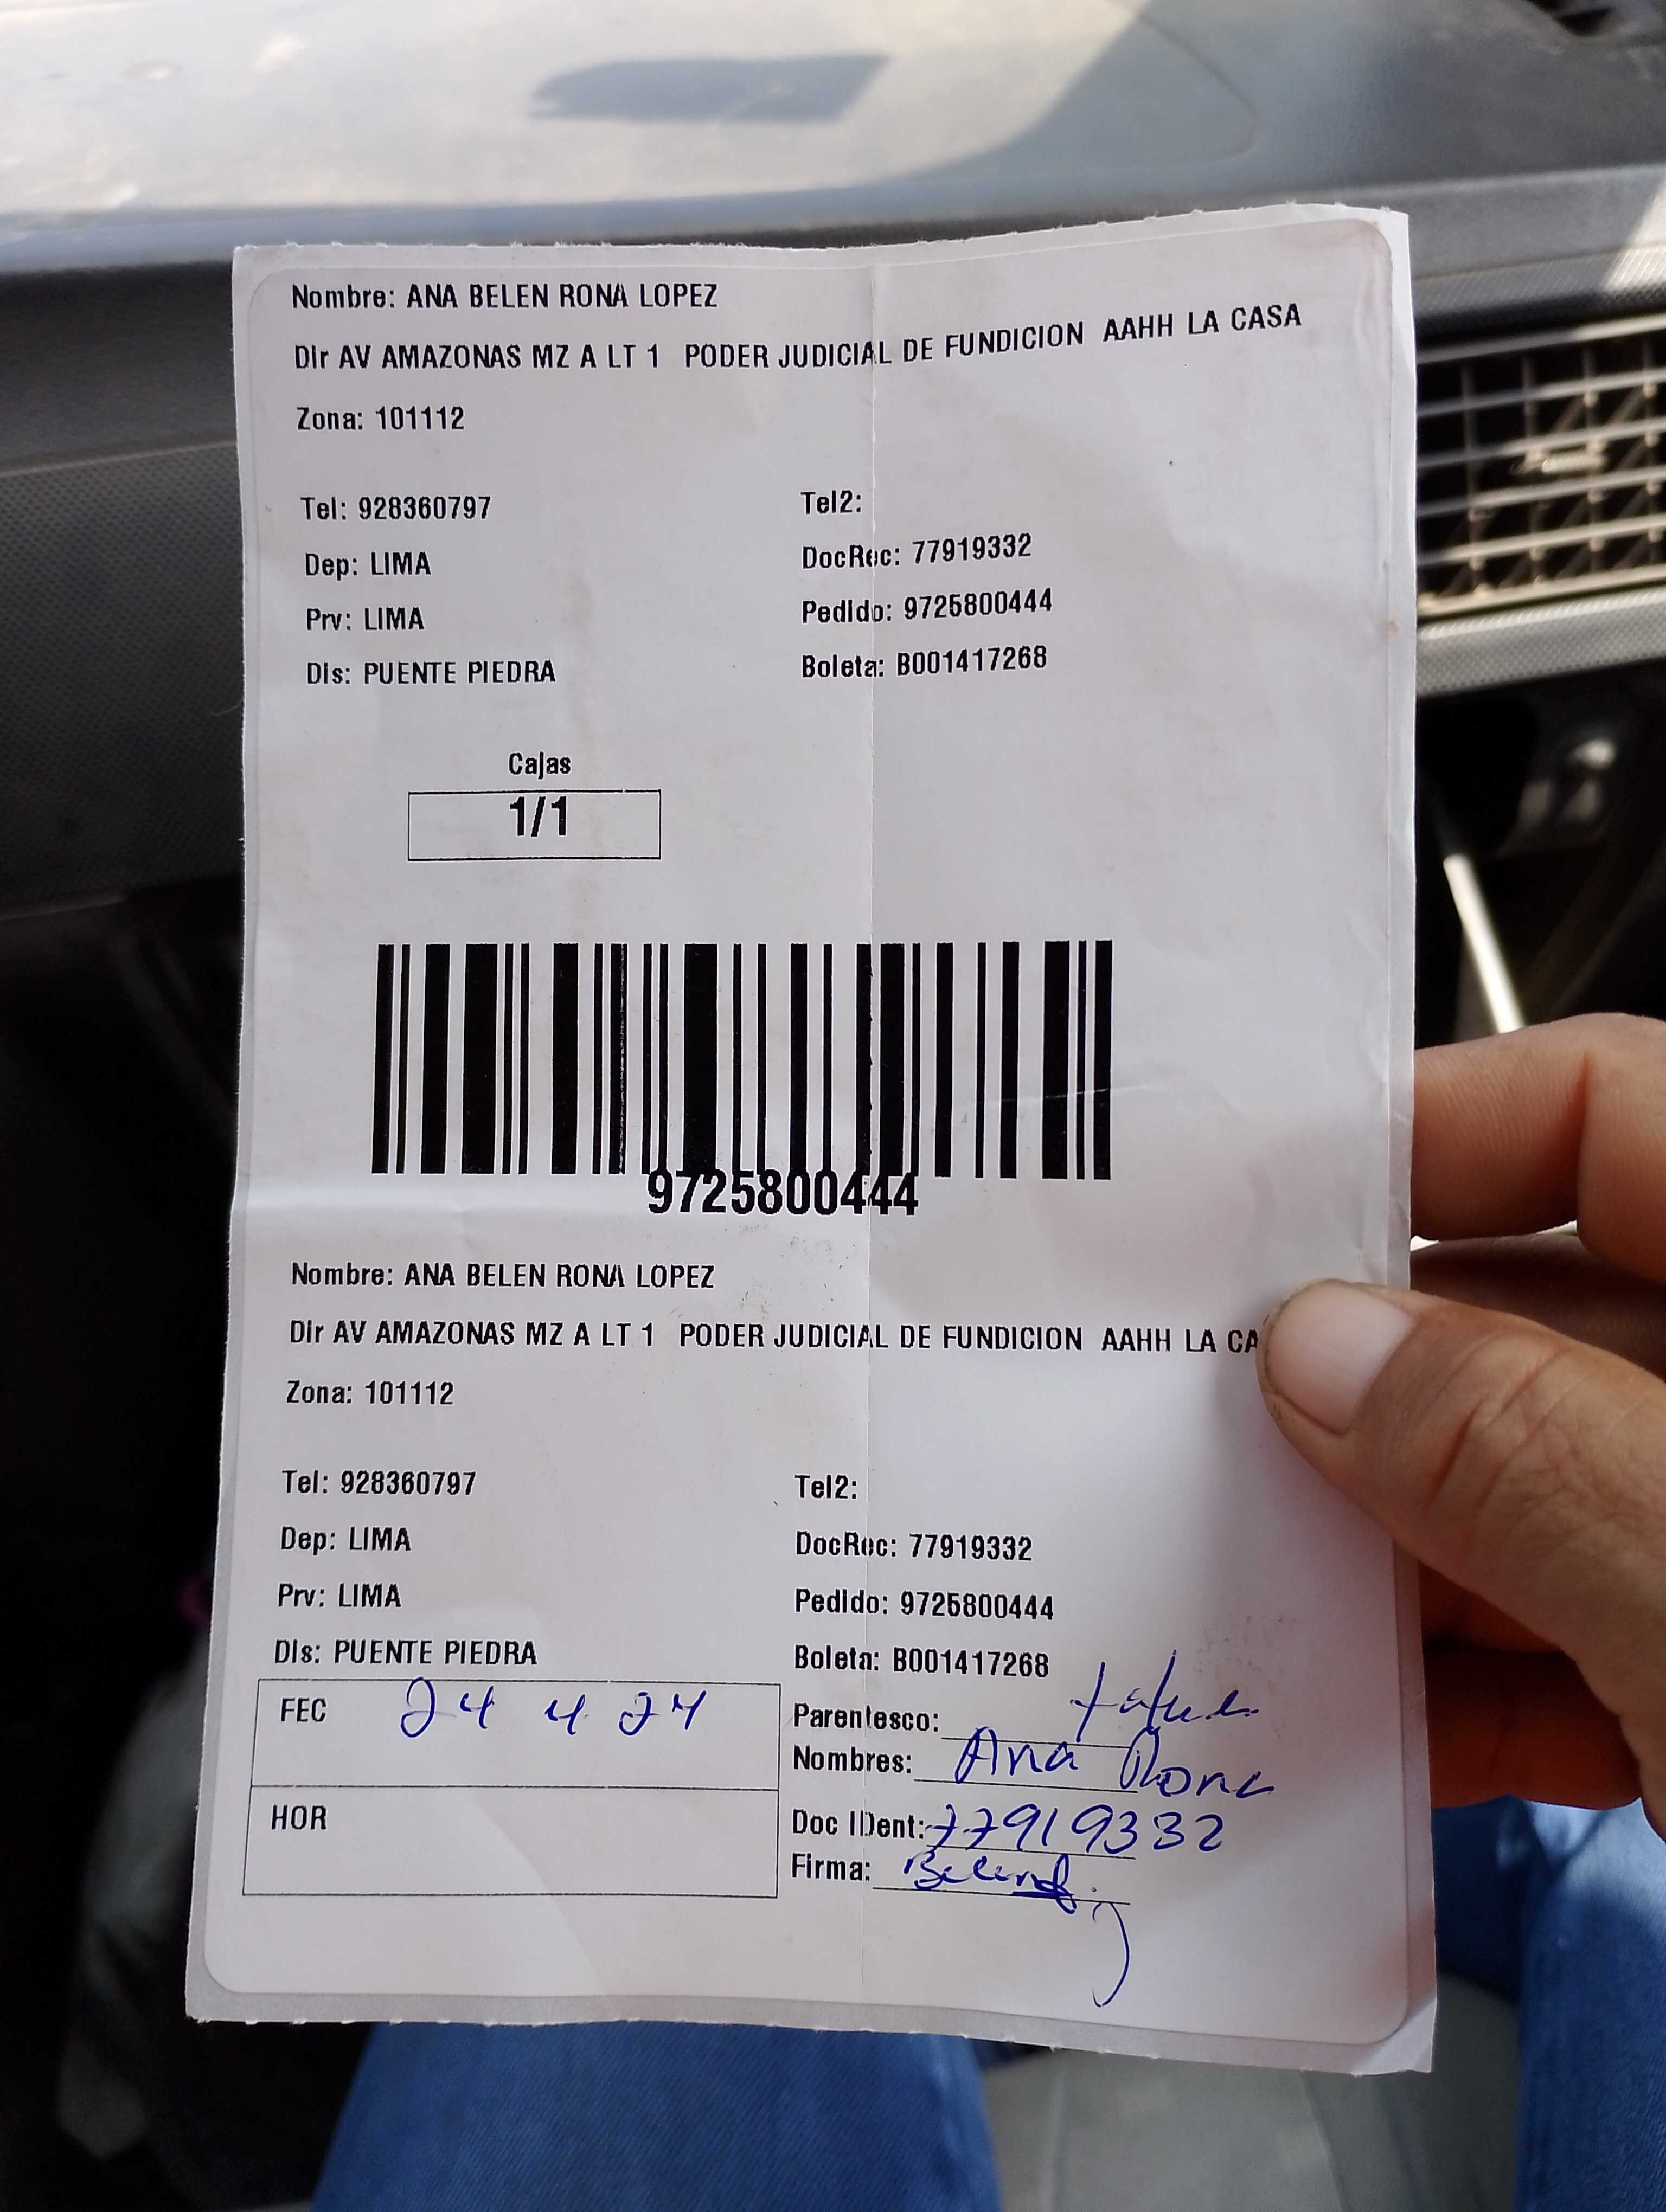 Nombre: ANA BELEN RONA LOPEZ
Dir AV AMAZONAS MZ A LT 1 PODER JUDICIAL DE FUNDICION AAHH LA CASA
Zona: 101112
Tel: 928360797 Tel2:
Dep: LIMA DocRec: 77919332
Prv: LIMA Pedido: 9725800444
Dis: PUENTE PIEDRA Boleta: B001417268
Cajas
1/1
9725800444
Nombre: ANA BELEN RONA LOPEZ
Dir AV AMAZONAS MZ A LT 1 PODER JUDICIAL DE FUNDICION AAHH LA CA
Zona: 101112
Tel: 928360797 Tel2:
Dep: LIMA DocRec: 77919332
Prv: LIMA Pedido: 9725800444
Dis: PUENTE PIEDRA Boleta: B001417268
FEC 24 4 24
Parentesco:
Nombres: Ana Rona
HOR
Doc IDent: 77919332
Firma: